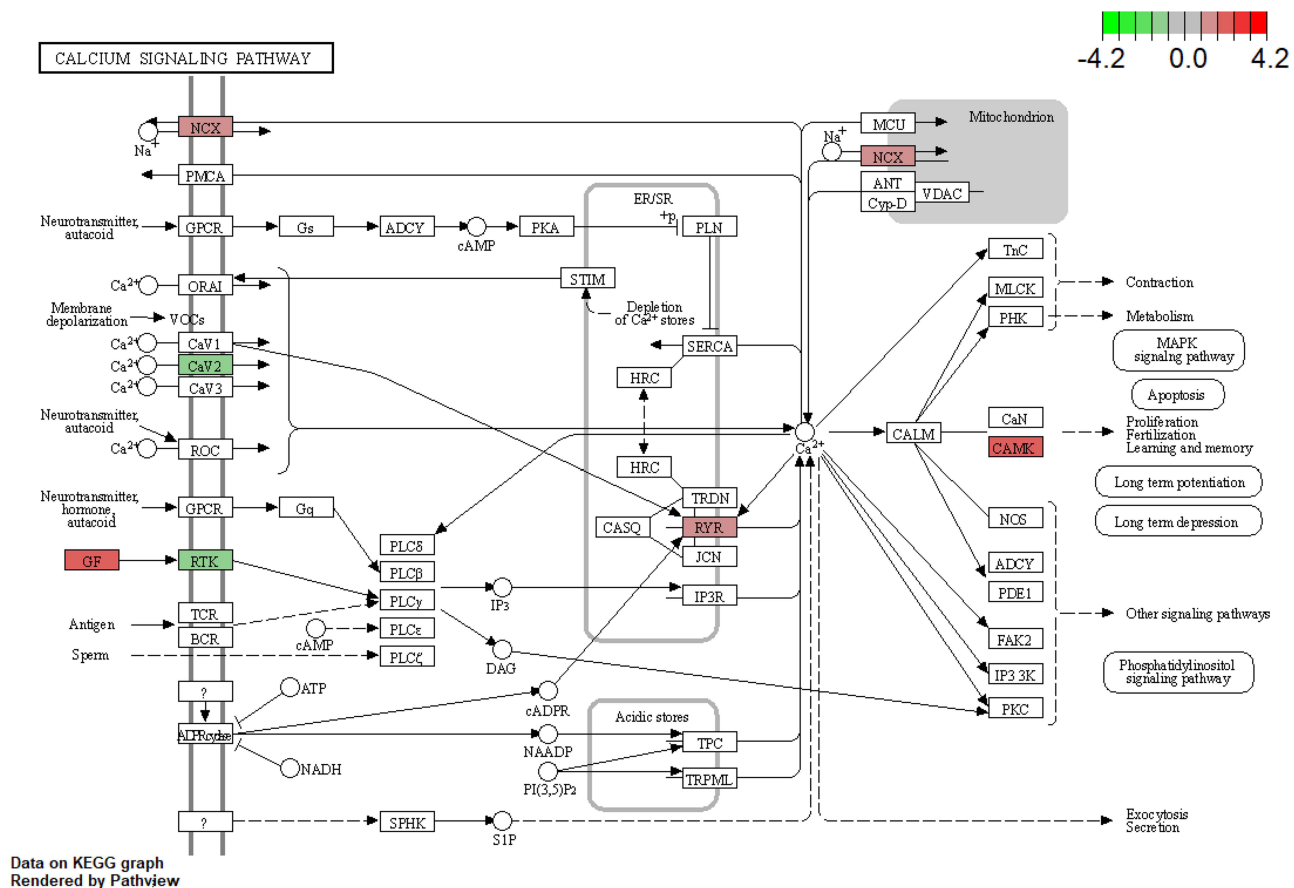 -4.2 0.0 4.2
CALCIUM SIGNALING PATHWAY
NCX
Na+
PMCA
Neurotransmitter,
autacoid
GPCR
Gs
ADCY
cAMP
PKA
+p
PLN
ER/SR
MCU
Mitochondrion
Na+
NCX
ANT
Cyp-D
VDAC
Ca2+
ORAI
STIM
Depletion
of Ca2+ stores
Membrane
depolarization
VOCs
Ca2+
CaV1
Ca2+
CaV2
Ca2+
CaV3
SERCA
HRC
HRC
Neurotransmitter,
autacoid
Ca2+
ROC
Neurotransmitter,
hormone,
autacoid
GPCR
Gq
GF
RTK
PLCδ
PLCβ
PLCγ
PLCε
PLCζ
cAMP
IP3
DAG
TRDN
CASQ
RYR
JCN
IP3R
Antigen
TCR
BCR
Sperm
?
ATP
NADH
cADPR
NAADP
PI(3,5)P2
Acidic stores
TPC
TRPML
?
SPHK
S1P
Ca2+
CALM
TnC
MLCK
PHK
Contraction
Metabolism
MAPK
signalng pathway
Apoptosis
CaN
CAMK
Proliferation
Fertilization
Learning and memory
Long term potentiation
Long term depression
NOS
ADCY
PDE1
FAK2
IP3 3K
PKC
Other signaling pathways
Phosphatidylinositol
signaling pathway
Exocytosis
Secretion
Data on KEGG graph
Rendered by Pathview